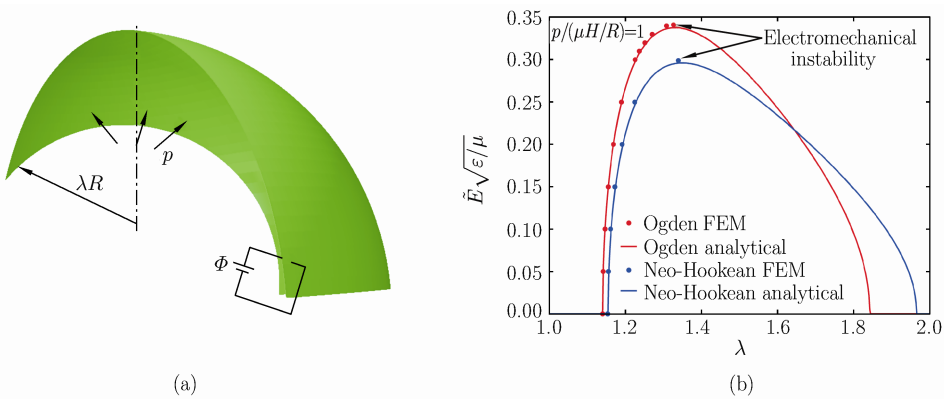 λR
p
Φ
(a)
0.35
0.30
0.25
0.20
0.15
0.10
0.05
0.00
Ẽ√ε/μ
p/(μH/R)=1
Electromechanical
instability
Ogden FEM
Ogden analytical
Neo-Hookean FEM
Neo-Hookean analytical
1.0 1.2 1.4 1.6 1.8 2.0
λ
(b)